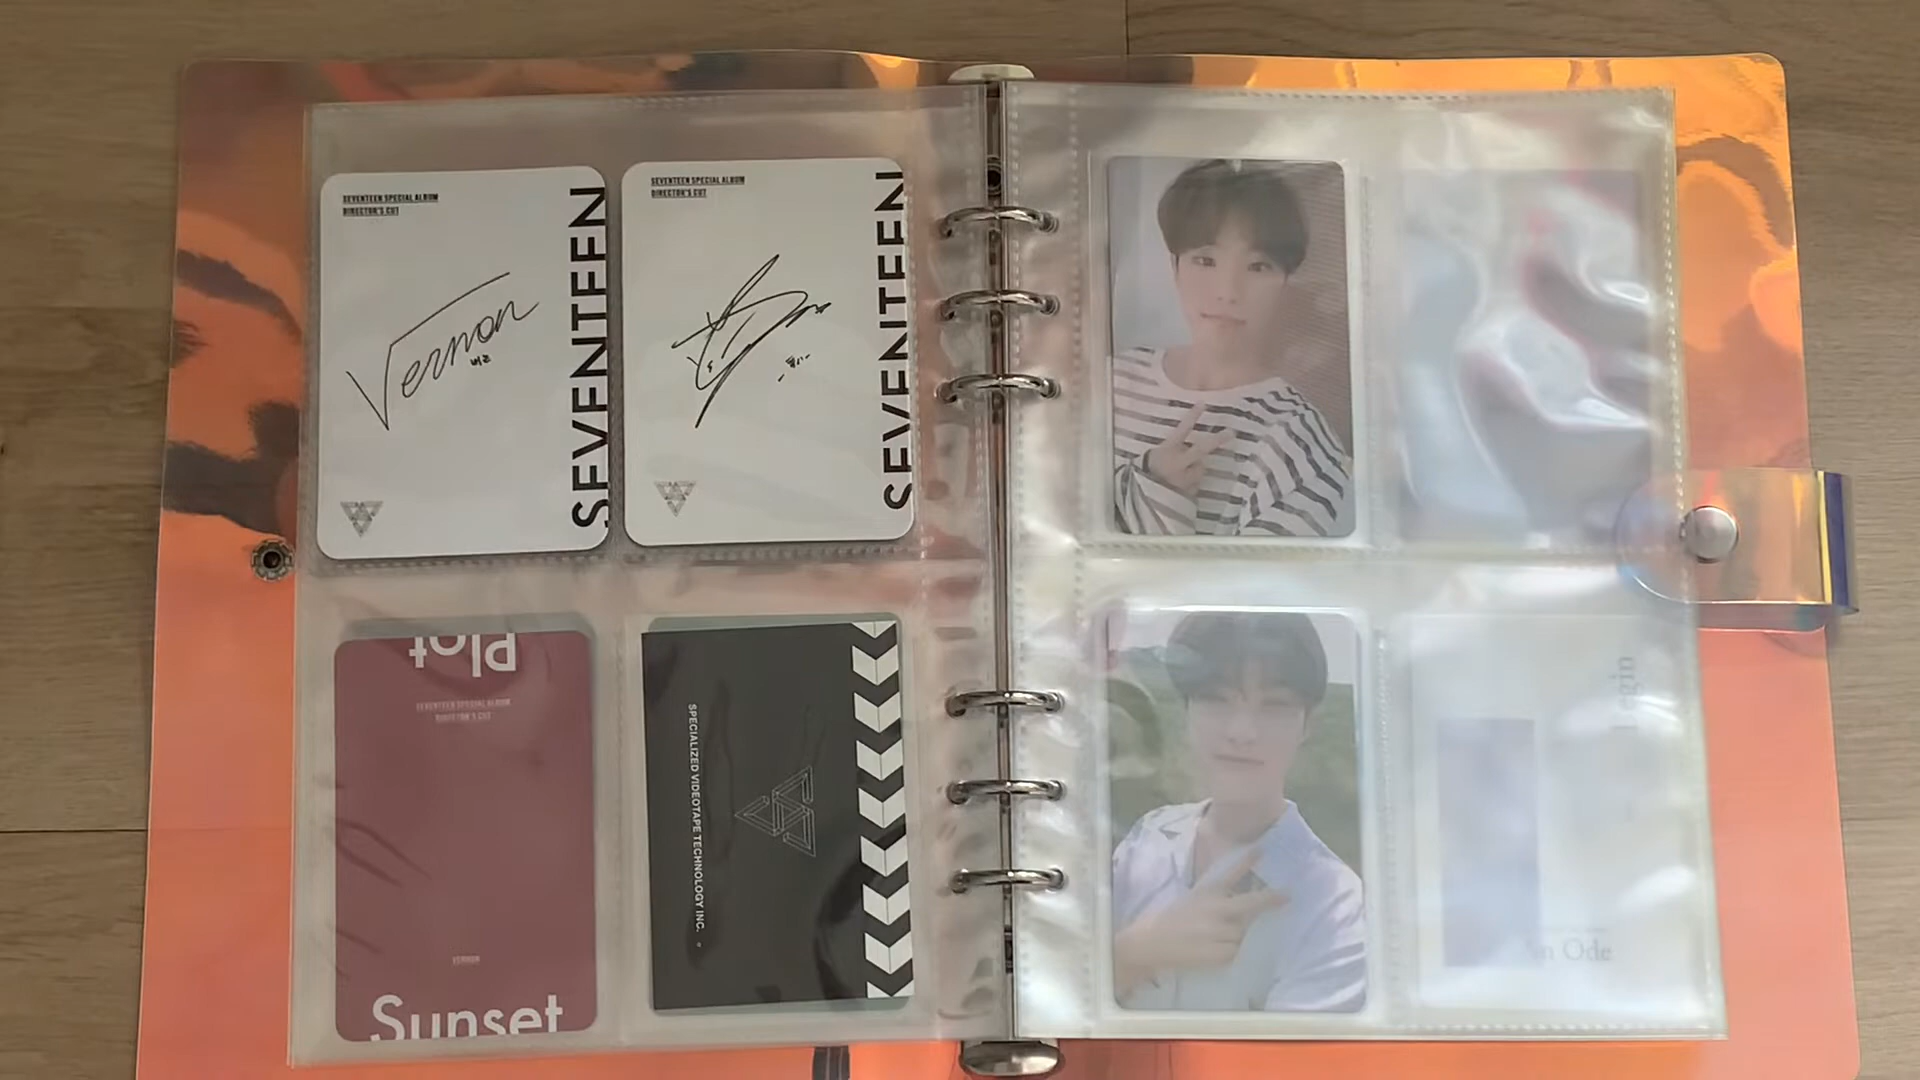 SEVENTEEN SPECIAL ALBUM
DIRECTOR'S CUT
Vernon
버논
SEVENTEEN
SEVENTEEN SPECIAL ALBUM
DIRECTOR'S CUT
SEVENTEEN
Plot
SEVENTEEN SPECIAL ALBUM
DIRECTOR'S CUT
VERNON
Sunset
SPECIALIZED VIDEOTAPE TECHNOLOGY INC.
Ode